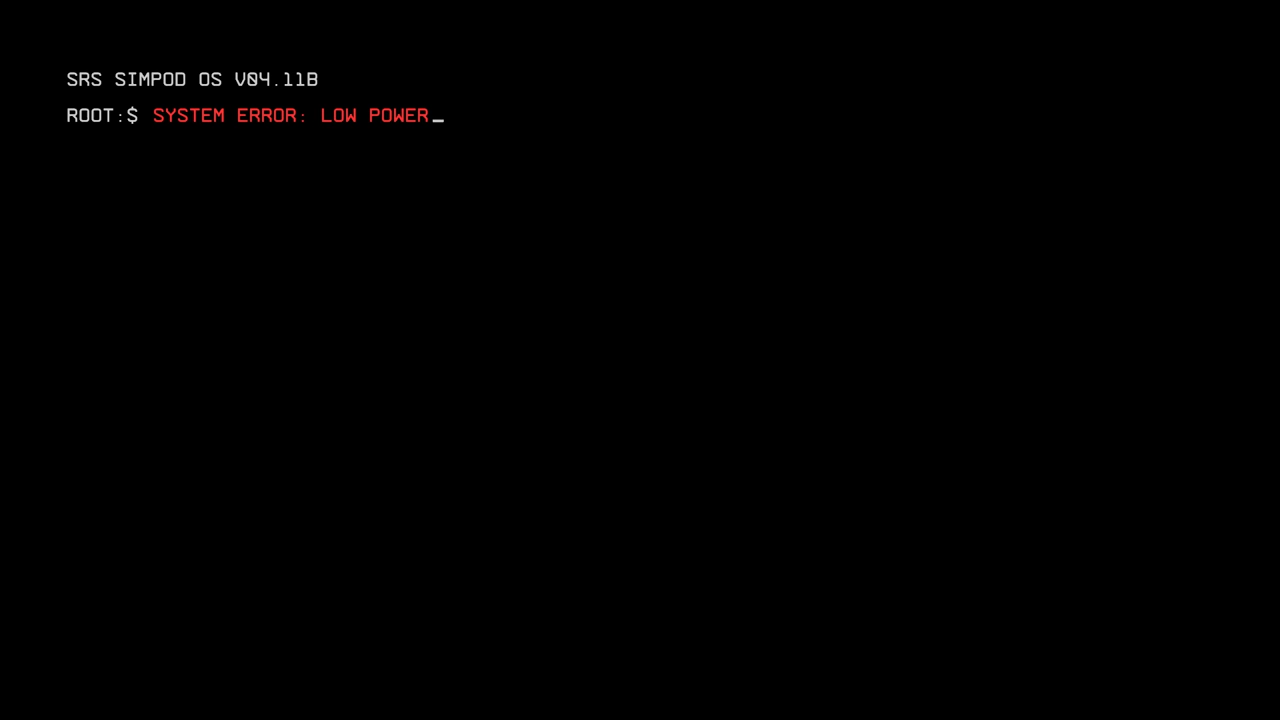 SRS SIMPOD OS V04.11B
ROOT:$ SYSTEM ERROR: LOW POWER_